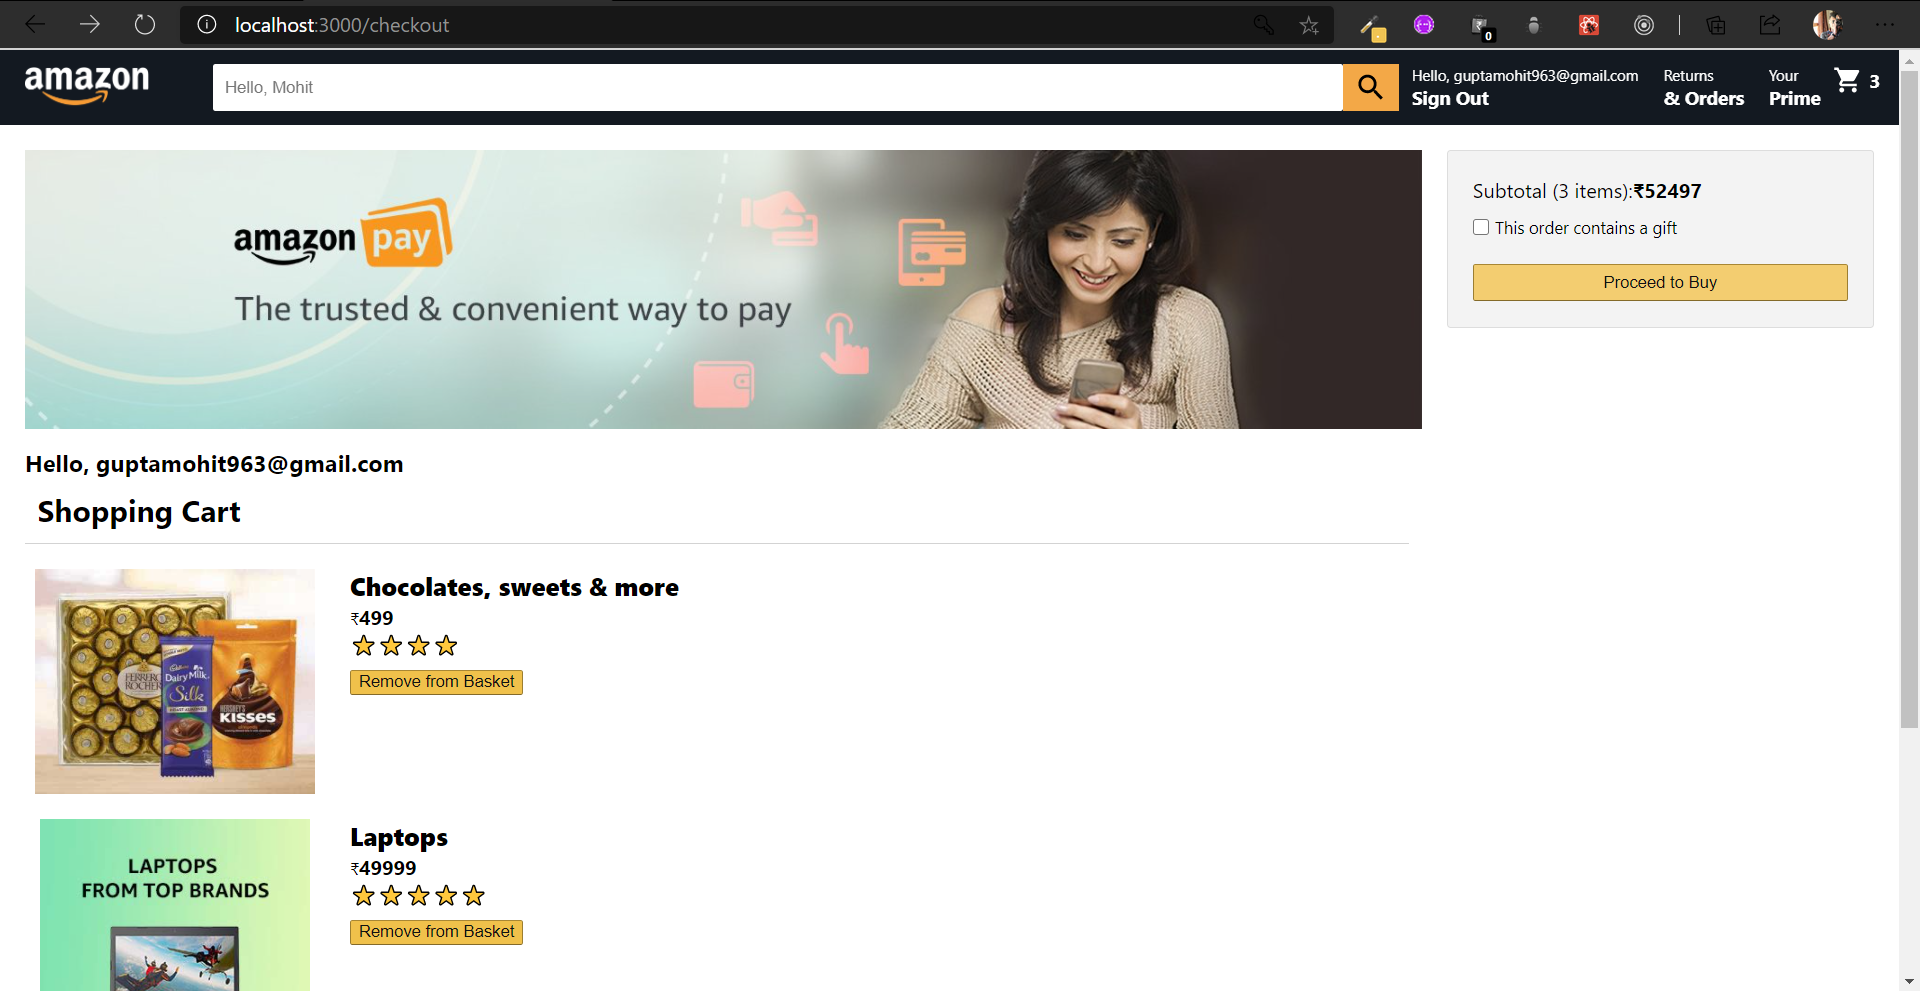 localhost:3000/checkout
0
amazon
Hello, Mohit
Hello, guptamohit963@gmail.com
Sign Out
Returns
& Orders
Your
Prime
3
amazon pay
The trusted & convenient way to pay
Subtotal (3 items):₹52497
This order contains a gift
Proceed to Buy
Hello, guptamohit963@gmail.com
Shopping Cart
Chocolates, sweets & more
₹499
Remove from Basket
FERRERO
ROCHER
Cadbury
Dairy Milk
Silk
HERSHEY'S
KISSES
Laptops
₹49999
Remove from Basket
LAPTOPS
FROM TOP BRANDS